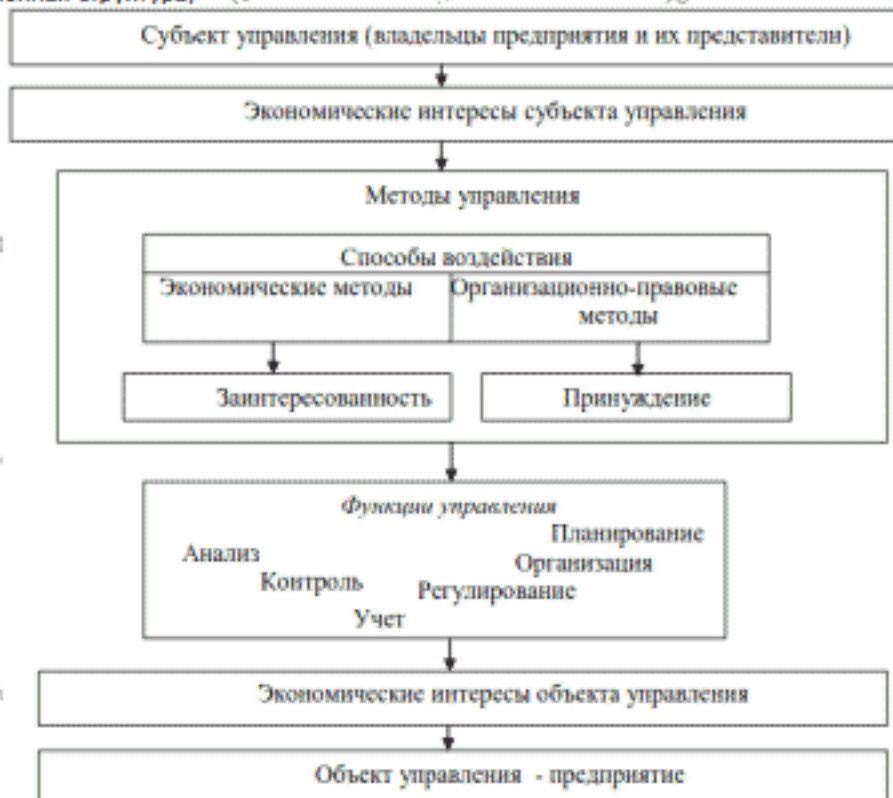 Субъект управления (владельцы предприятия и их представители)
Экономические интересы субъекта управления
Методы управления
Способы воздействия
Экономические методы
Организационно-правовые
методы
Заинтересованность
Принуждение
Функции управления
Планирование
Анализ
Организация
Контроль
Регулирование
Учет
Экономические интересы объекта управления
Объект управления - предприятие